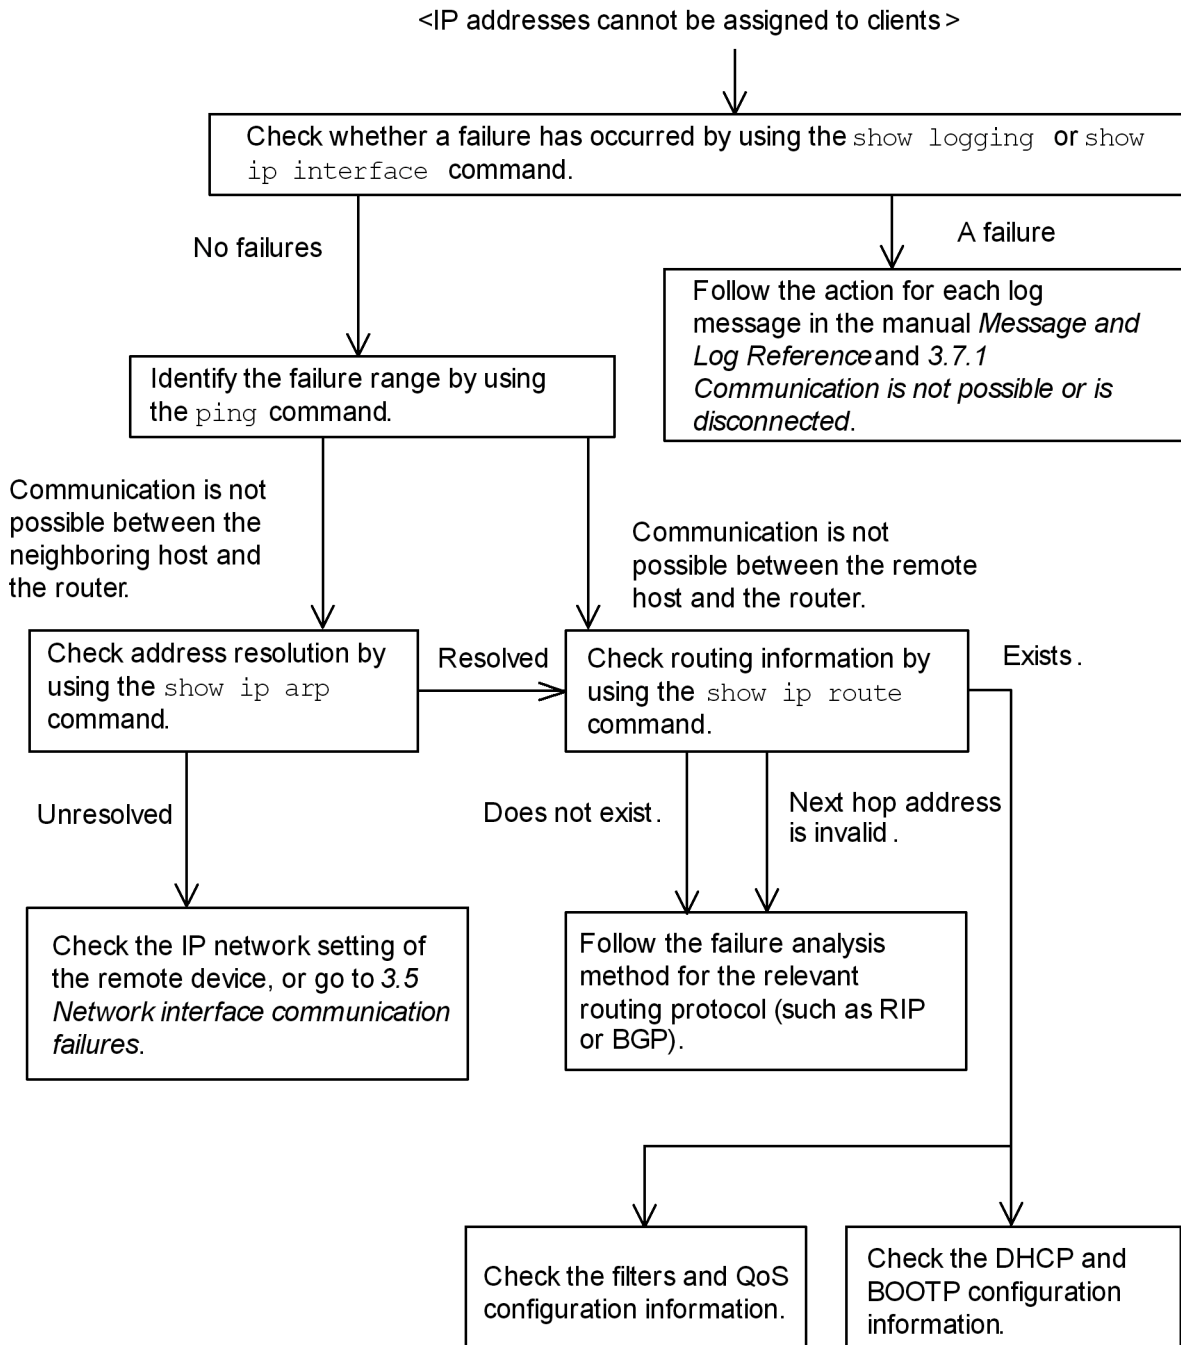 <IP addresses cannot be assigned to clients>
Check whether a failure has occurred by using the show logging or show
ip interface command.
No failures
A failure
Follow the action for each log
message in the manual Message and
Log Reference and 3.7.1
Communication is not possible or is
disconnected.
Identify the failure range by using
the ping command.
Communication is not
possible between the
neighboring host and
the router.
Communication is not
possible between the remote
host and the router.
Check address resolution by
using the show ip arp
command.
Resolved
Check routing information by
using the show ip route
command.
Exists.
Unresolved
Does not exist.
Next hop address
is invalid.
Check the IP network setting of
the remote device, or go to 3.5
Network interface communication
failures.
Follow the failure analysis
method for the relevant
routing protocol (such as RIP
or BGP).
Check the filters and QoS
configuration information.
Check the DHCP and
BOOTP configuration
information.